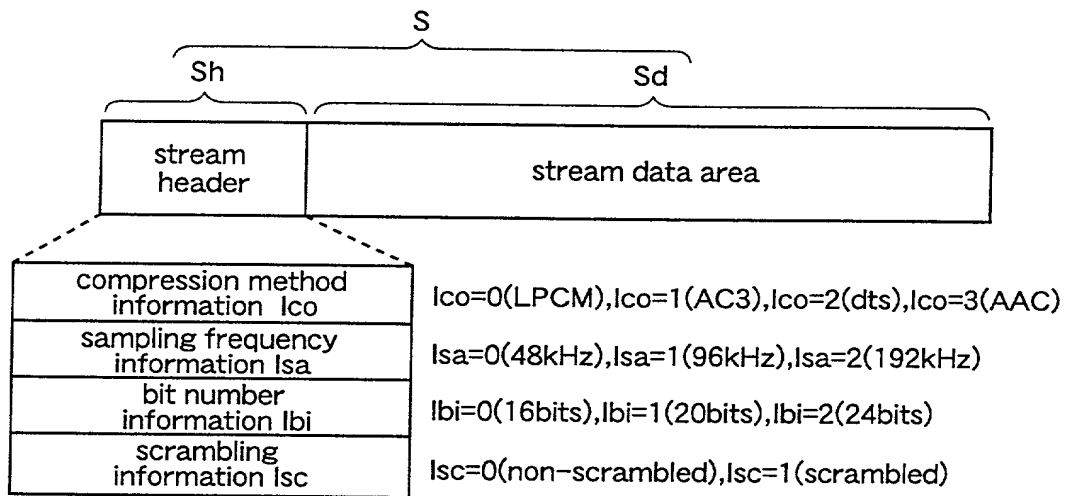 S
Sh
Sd
stream
header
stream data area
compression method
information Ico
Ico=0(LPCM),Ico=1(AC3),Ico=2(dts),Ico=3(AAC)
sampling frequency
information Isa
Isa=0(48kHz),Isa=1(96kHz),Isa=2(192kHz)
bit number
information Ibi
Ibi=0(16bits),Ibi=1(20bits),Ibi=2(24bits)
scrambling
information Isc
Isc=0(non-scrambled),Isc=1(scrambled)